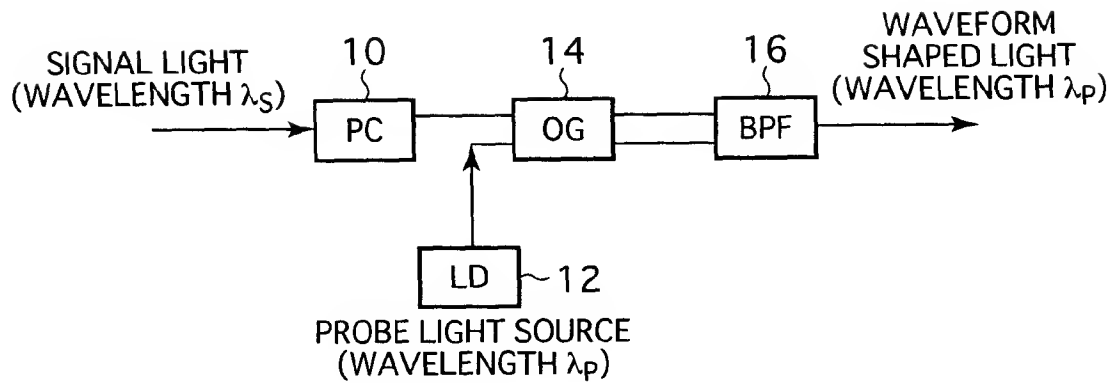 SIGNAL LIGHT
(WAVELENGTH λS)
10
PC
14
OG
16
BPF
WAVEFORM
SHAPED LIGHT
(WAVELENGTH λP)
LD
12
PROBE LIGHT SOURCE
(WAVELENGTH λP)